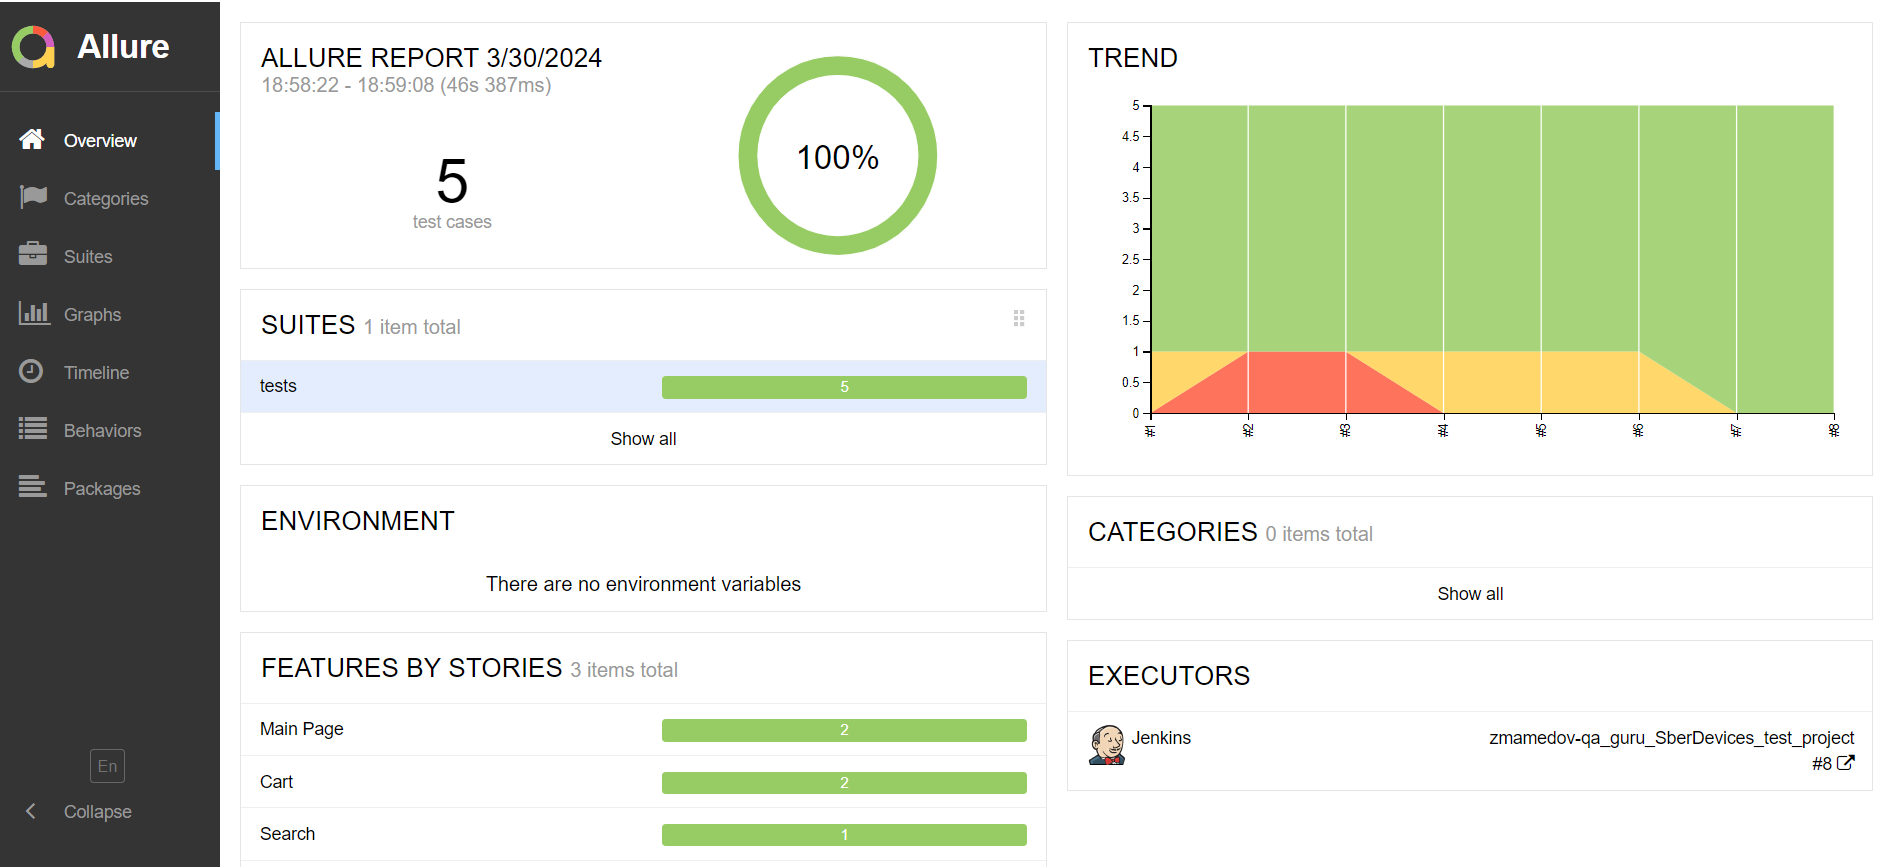 Allure
Overview
Categories
Suites
Graphs
Timeline
Behaviors
Packages
En
Collapse
ALLURE REPORT 3/30/2024
18:58:22 - 18:59:08 (46s 387ms)
5
test cases
100%
SUITES 1 item total
tests 5
Show all
ENVIRONMENT
There are no environment variables
FEATURES BY STORIES 3 items total
Main Page 2
Cart 2
Search 1
TREND
5
4.5
4
3.5
3
2.5
2
1.5
1
0.5
0
#1 #2 #3 #4 #5 #6 #7 #8
CATEGORIES 0 items total
Show all
EXECUTORS
Jenkins zmamedov-qa_guru_SberDevices_test_project
#8